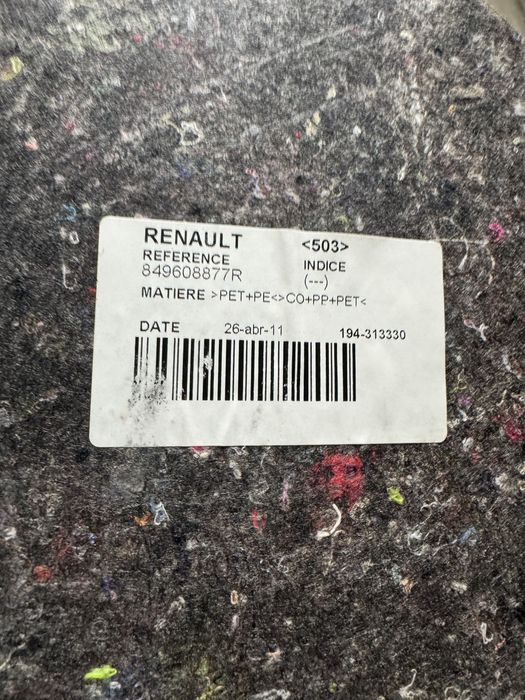 RENAULT <503>
REFERENCE INDICE
849608877R (---)
MATIERE >PET+PE<>CO+PP+PET<
DATE 26-abr-11 194-313330